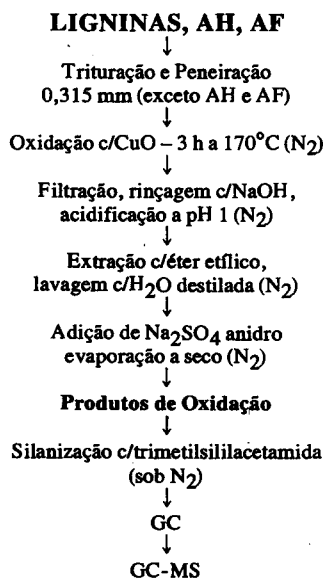 LIGNINAS, AH, AF
↓
Trituração e Peneiração
0,315 mm (exceto AH e AF)
↓
Oxidação c/CuO – 3 h a 170°C (N₂)
↓
Filtração, rinçagem c/NaOH,
acidificação a pH 1 (N₂)
↓
Extração c/éter etílico,
lavagem c/H₂O destilada (N₂)
↓
Adição de Na₂SO₄ anidro
evaporação a seco (N₂)
↓
Produtos de Oxidação
↓
Silanização c/trimetilsililacetamida
(sob N₂)
↓
GC
↓
GC-MS